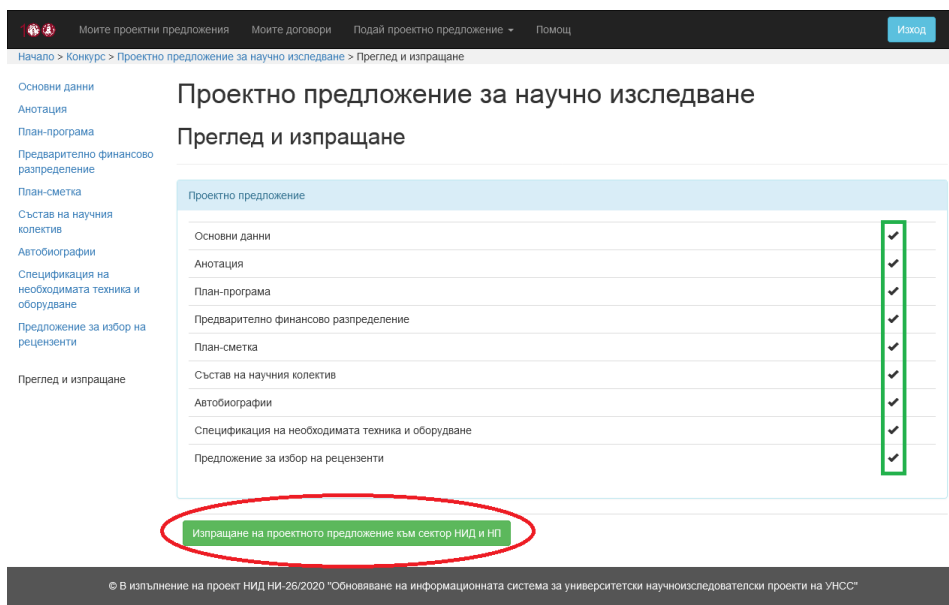 Моите проектни предложения Моите договори Подай проектно предложение Помощ Изход
Начало > Конкурс > Проектно предложение за научно изследване > Преглед и изпращане
Основни данни
Анотация
План-програма
Предварително финансово
разпределение
План-сметка
Състав на научния
колектив
Автобиографии
Спецификация на
необходимата техника и
оборудване
Предложение за избор на
рецензенти
Преглед и изпращане
Проектно предложение за научно изследване
Преглед и изпращане
Проектно предложение
Основни данни
Анотация
План-програма
Предварително финансово разпределение
План-сметка
Състав на научния колектив
Автобиографии
Спецификация на необходимата техника и оборудване
Предложение за избор на рецензенти
Изпращане на проектното предложение към сектор НИД и НП
© В изпълнение на проект НИД НИ-26/2020 "Обновяване на информационната система за университетски научноизследователски проекти на УНСС"